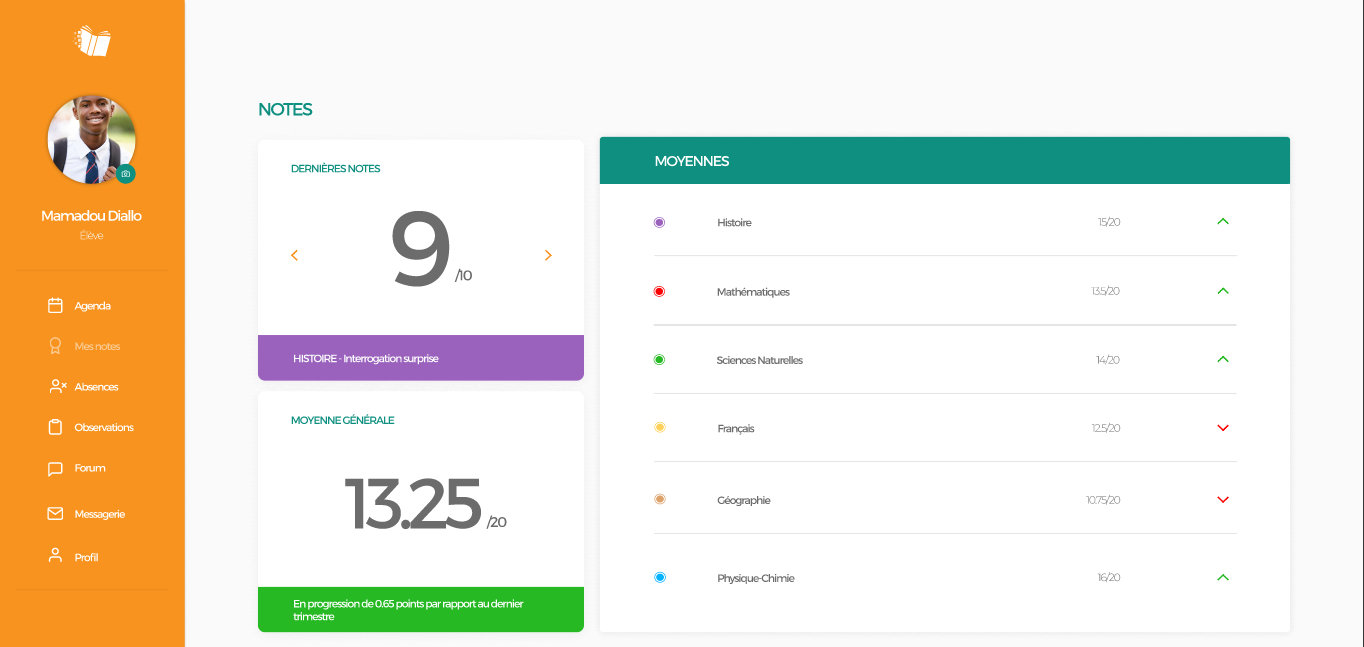 Mamadou Diallo
Élève
Agenda
Mes notes
Absences
Observations
Forum
Messagerie
Profil
NOTES
DERNIÈRES NOTES
9 /10
HISTOIRE - Interrogation surprise
MOYENNE GÉNÉRALE
13.25 /20
En progression de 0.65 points par rapport au dernier
trimestre
MOYENNES
Histoire 15/20
Mathématiques 13.5/20
Sciences Naturelles 14/20
Français 12.5/20
Géographie 10.75/20
Physique-Chimie 16/20